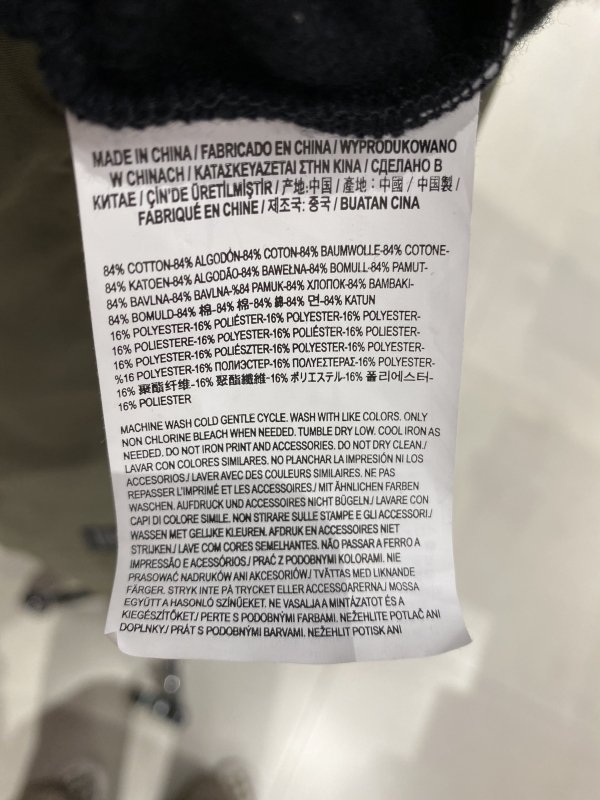 MADE IN CHINA / FABRICADO EN CHINA / WYPRODUKOWANO
W CHINACH / ΚΑΤΑΣΚΕΥΑΖΕΤΑΙ ΣΤΗΝ ΚΙΝΑ / СДЕЛАНО В
КИТАЕ / ÇİN'DE ÜRETİLMİŞTİR / 产地:中国 / 產地：中國 / 中国製 /
FABRIQUÉ EN CHINE / 제조국: 중국 / BUATAN CINA
84% COTTON-84% ALGODÓN-84% COTON-84% BAUMWOLLE-84% COTONE-
84% KATOEN-84% ALGODÃO-84% BAWEŁNA-84% BOMULL-84% PAMUT-
84% BAVLNA-84% BAVLNA-%84 PAMUK-84% ХЛОПОК-84% ΒΑΜΒΑΚΙ-
84% BOMULD-84% 棉-84% 棉-84% 綿-84% 면-84% KATUN
16% POLYESTER-16% POLIÉSTER-16% POLYESTER-16% POLYESTER-
16% POLIESTERE-16% POLYESTER-16% POLIÉSTER-16% POLIESTER-
16% POLYESTER-16% POLIÉSZTER-16% POLYESTER-16% POLYESTER-
%16 POLYESTER-16% ПОЛИЭСТЕР-16% ΠΟΛΥΕΣΤΕΡΑΣ-16% POLYESTER-
16% 聚酯纤维-16% 聚酯纖維-16% ポリエステル-16% 폴리에스터-
16% POLIESTER
MACHINE WASH COLD GENTLE CYCLE. WASH WITH LIKE COLORS. ONLY
NON CHLORINE BLEACH WHEN NEEDED. TUMBLE DRY LOW. COOL IRON AS
NEEDED. DO NOT IRON PRINT AND ACCESSORIES. DO NOT DRY CLEAN./
LAVAR CON COLORES SIMILARES. NO PLANCHAR LA IMPRESIÓN NI LOS
ACCESORIOS./ LAVER AVEC DES COULEURS SIMILAIRES. NE PAS
REPASSER L'IMPRIMÉ ET LES ACCESSOIRES./ MIT ÄHNLICHEN FARBEN
WASCHEN. AUFDRUCK UND ACCESSOIRES NICHT BÜGELN./ LAVARE CON
CAPI DI COLORE SIMILE. NON STIRARE SULLE STAMPE E GLI ACCESSORI./
WASSEN MET GELIJKE KLEUREN. AFDRUK EN ACCESSOIRES NIET
STRIJKEN./ LAVE COM CORES SEMELHANTES. NÃO PASSAR A FERRO A
IMPRESSÃO E ACESSÓRIOS./ PRAĆ Z PODOBNYMI KOLORAMI. NIE
PRASOWAĆ NADRUKÓW ANI AKCESORIÓW./ TVÄTTAS MED LIKNANDE
FÄRGER. STRYK INTE PÅ TRYCKET ELLER ACCESSOARERNA./ MOSSA
EGYÜTT A HASONLÓ SZÍNŰEKET. NE VASALJA A MINTÁZATOT ÉS A
KIEGÉSZÍTŐKET./ PERTE S PODOBNÝMI FARBAMI. NEŽEHLITE POTLAČ ANI
DOPLNKY./ PRÁT S PODOBNÝMI BARVAMI. NEŽEHLIT POTISK ANI